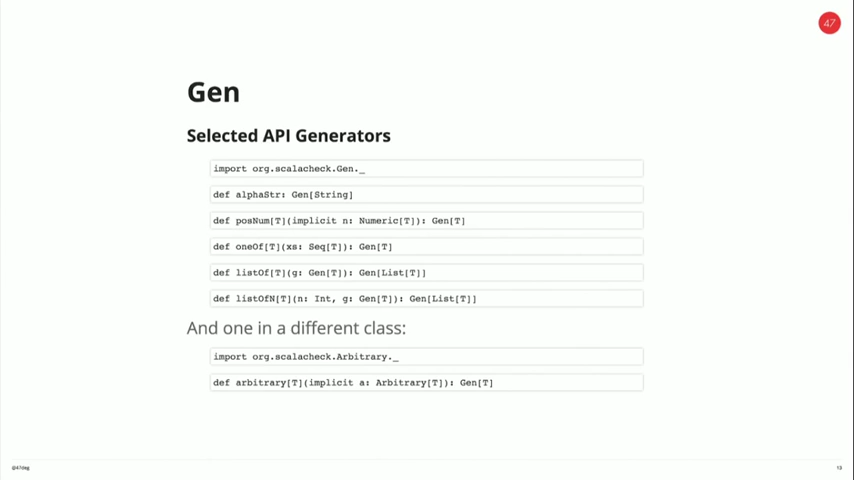 47
Gen
Selected API Generators
import org.scalacheck.Gen._
def alphaStr: Gen[String]
def posNum[T](implicit n: Numeric[T]): Gen[T]
def oneOf[T](xs: Seq[T]): Gen[T]
def listOf[T](g: Gen[T]): Gen[List[T]]
def listOfN[T](n: Int, g: Gen[T]): Gen[List[T]]
And one in a different class:
import org.scalacheck.Arbitrary._
def arbitrary[T](implicit a: Arbitrary[T]): Gen[T]
@47deg
13